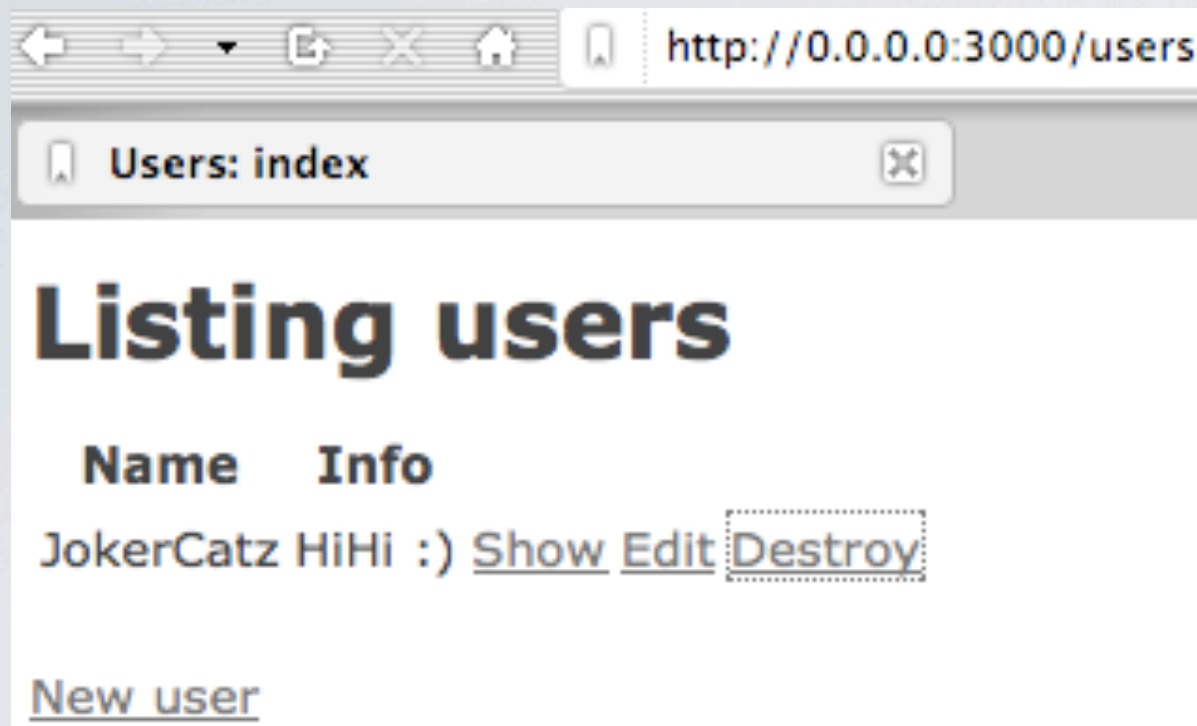 http://0.0.0.0:3000/users
Users: index
Listing users
Name Info
JokerCatz HiHi :) Show Edit Destroy
New user